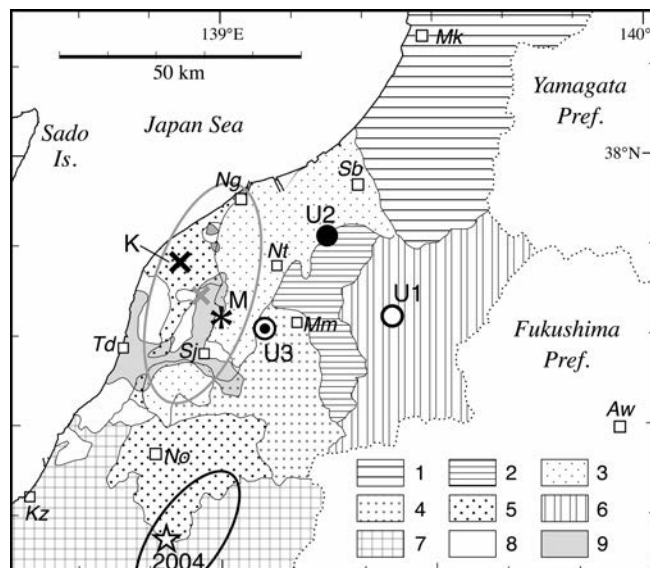 139°E
140°
50 km
Mk
Yamagata
Pref.
Japan Sea
Sado
Is.
38°N
Sb
Ng
U2
K
Nt
U1
M
Mm
Fukushima
Pref.
Td
Sj
U3
Aw
No
1 2 3
4 5 6
Kz
7 8 9
2004